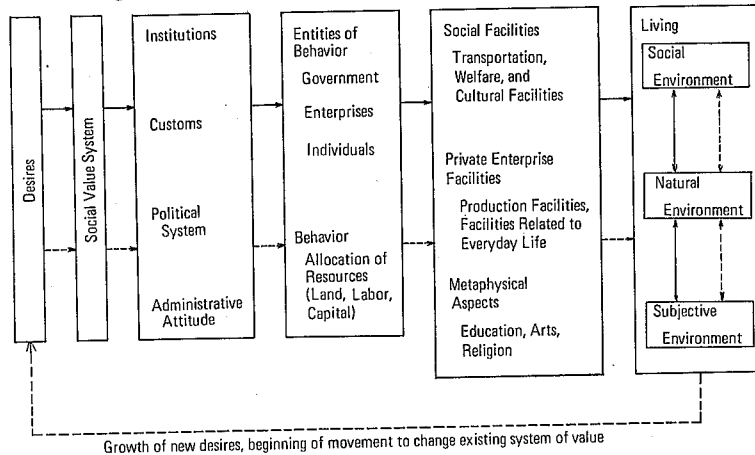 Desires
Social Value System
Institutions
Customs
Political
System
Administrative
Attitude
Entities of
Behavior
Government
Enterprises
Individuals
Behavior
Allocation of
Resources
(Land, Labor,
Capital)
Social Facilities
Transportation,
Welfare, and
Cultural Facilities
Private Enterprise
Facilities
Production Facilities,
Facilities Related to
Everyday Life
Metaphysical
Aspects
Education, Arts,
Religion
Living
Social
Environment
Natural
Environment
Subjective
Environment
Growth of new desires, beginning of movement to change existing system of value